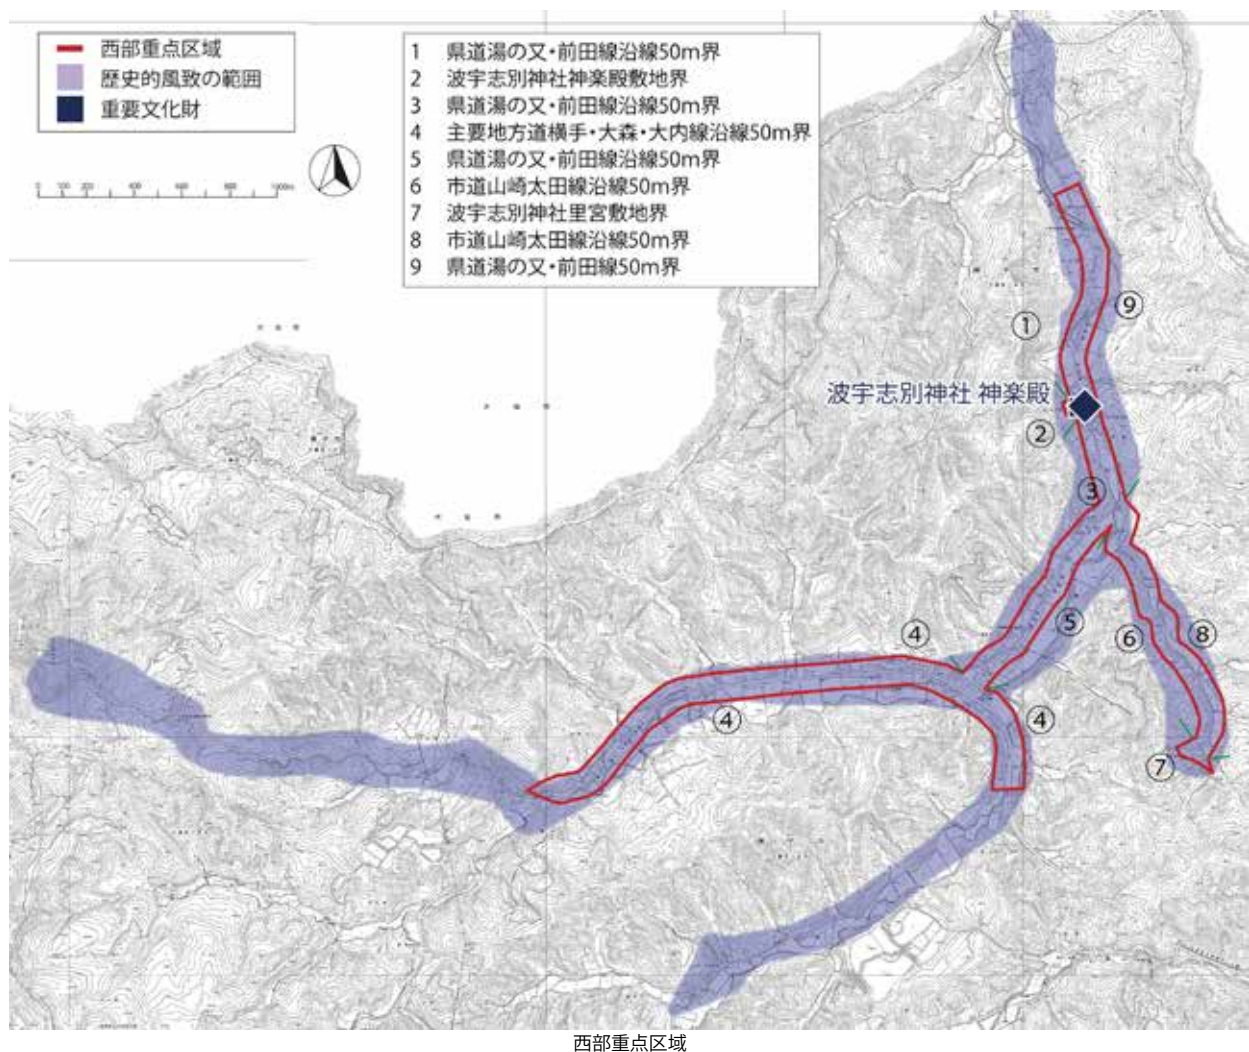 西部重点区域
歴史的風致の範囲
重要文化財
0 100 200 400 600 800 1000m
1 県道湯の又・前田線沿線50m界
2 波宇志別神社神楽殿敷地界
3 県道湯の又・前田線沿線50m界
4 主要地方道横手・大森・大内線沿線50m界
5 県道湯の又・前田線沿線50m界
6 市道山崎太田線沿線50m界
7 波宇志別神社里宮敷地界
8 市道山崎太田線沿線50m界
9 県道湯の又・前田線50m界
①
⑨
波宇志別神社 神楽殿
②
③
④
⑤
⑥
⑧
④
④
⑦
西部重点区域